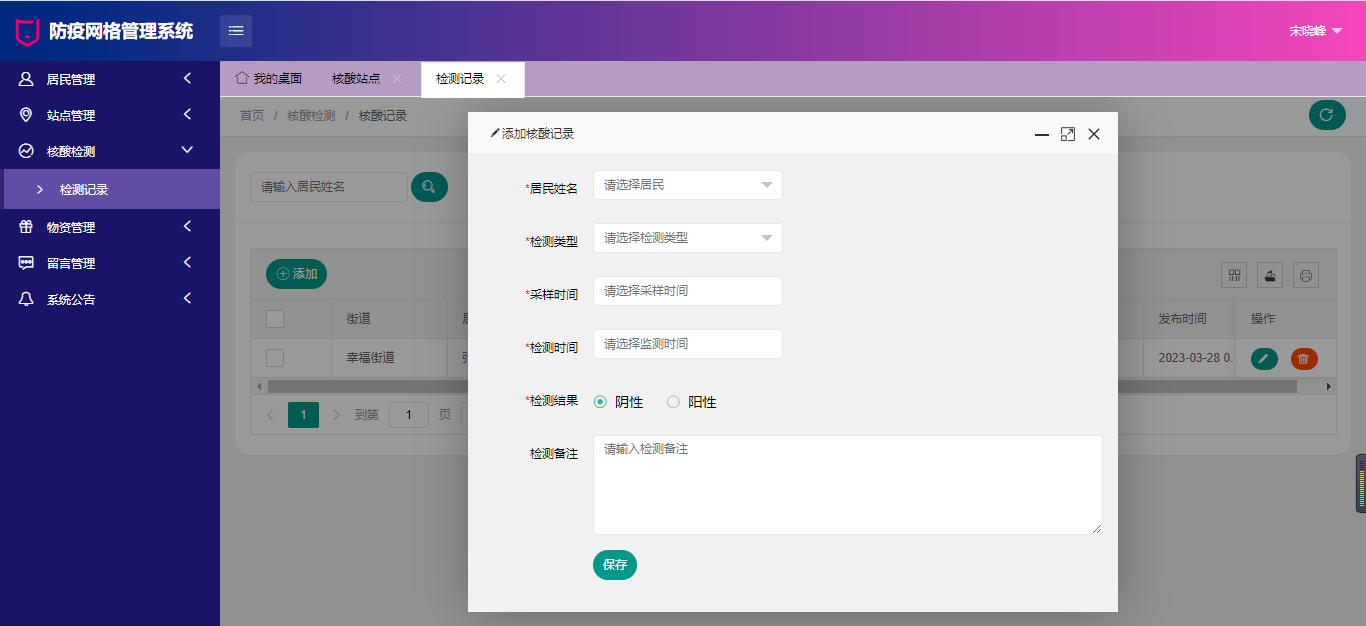 防疫网格管理系统
宋晓峰
居民管理
站点管理
核酸检测
检测记录
物资管理
留言管理
系统公告
我的桌面
核酸站点
检测记录
首页 / 核酸检测 / 核酸记录
请输入居民姓名
添加
街道
发布时间
操作
幸福街道
2023-03-28 0...
1
到第
1
页
添加核酸记录
*居民姓名
请选择居民
*检测类型
请选择检测类型
*采样时间
请选择采样时间
*检测时间
请选择监测时间
*检测结果
阴性
阳性
检测备注
请输入检测备注
保存